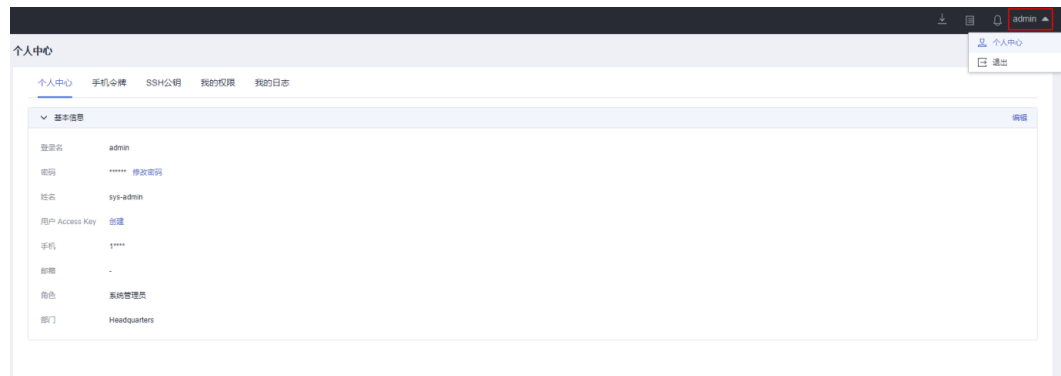 admin
个人中心
退出
个人中心
个人中心 手机令牌 SSH公钥 我的权限 我的日志
基本信息 编辑
登录名 admin
密码 ****** 修改密码
姓名 sys-admin
用户 Access Key 创建
手机 1****
邮箱 -
角色 系统管理员
部门 Headquarters